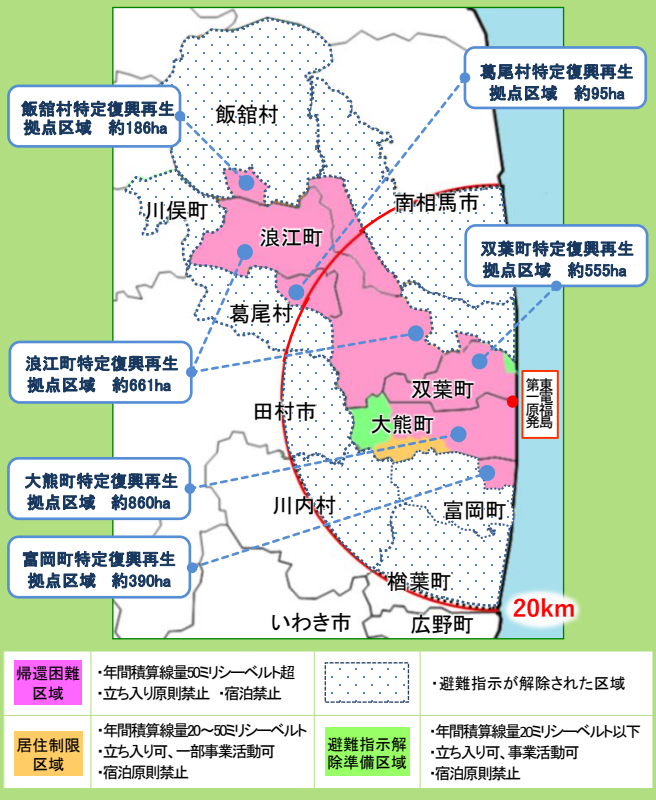 葛尾村特定復興再生
拠点区域　約95ha
飯舘村特定復興再生
拠点区域　約186ha
飯舘村
川俣町
南相馬市
浪江町
双葉町特定復興再生
拠点区域　約555ha
葛尾村
浪江町特定復興再生
拠点区域　約661ha
双葉町
東電福島
第一原発
田村市
大熊町
大熊町特定復興再生
拠点区域　約860ha
川内村
富岡町
富岡町特定復興再生
拠点区域　約390ha
楢葉町
20km
いわき市
広野町
帰還困難
区域
・年間積算線量50ミリシーベルト超
・立ち入り原則禁止　・宿泊禁止
・避難指示が解除された区域
居住制限
区域
・年間積算線量20～50ミリシーベルト
・立ち入り可、一部事業活動可
・宿泊原則禁止
避難指示解
除準備区域
・年間積算線量20ミリシーベルト以下
・立ち入り可、事業活動可
・宿泊原則禁止